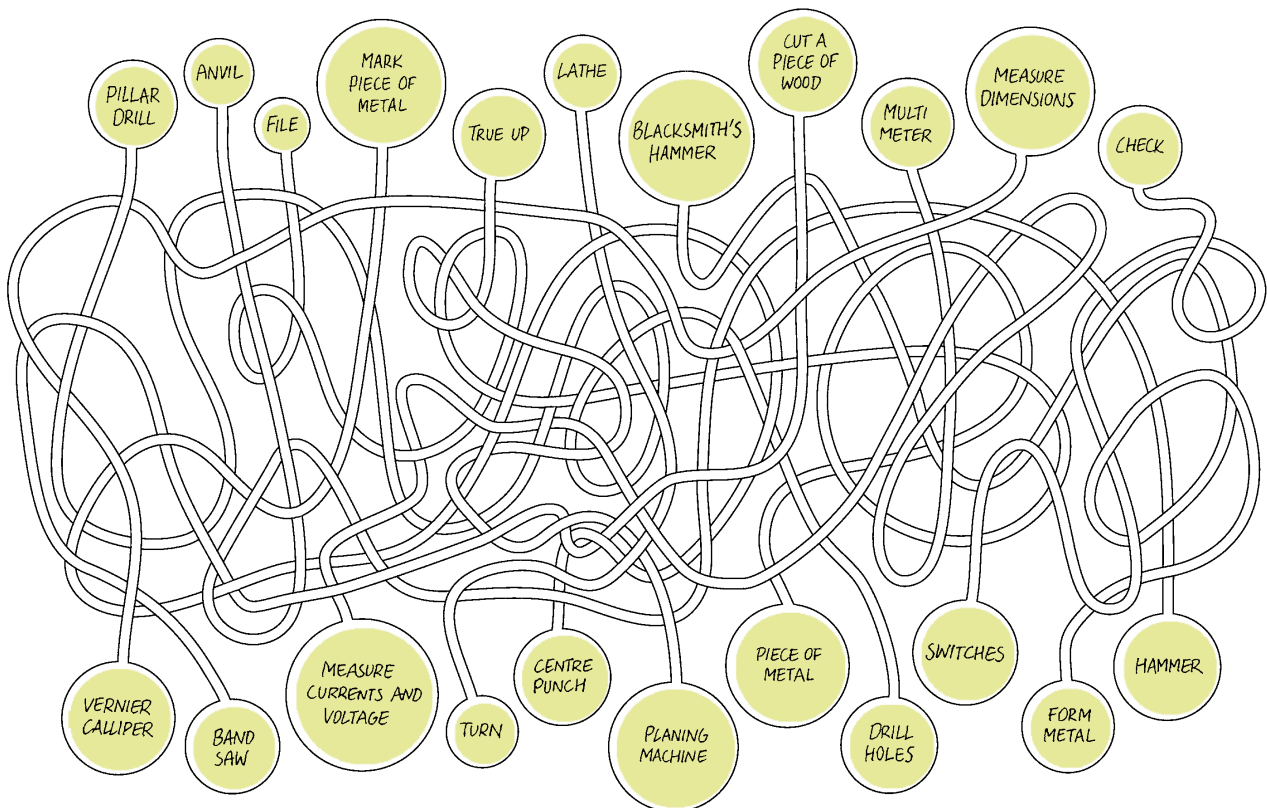 PILLAR
DRILL
ANVIL
FILE
MARK
PIECE OF
METAL
TRUE UP
LATHE
BLACKSMITH'S
HAMMER
CUT A
PIECE OF
WOOD
MULTI
METER
MEASURE
DIMENSIONS
CHECK
VERNIER
CALLIPER
BAND
SAW
MEASURE
CURRENTS AND
VOLTAGE
TURN
CENTRE
PUNCH
PLANING
MACHINE
PIECE OF
METAL
DRILL
HOLES
SWITCHES
FORM
METAL
HAMMER